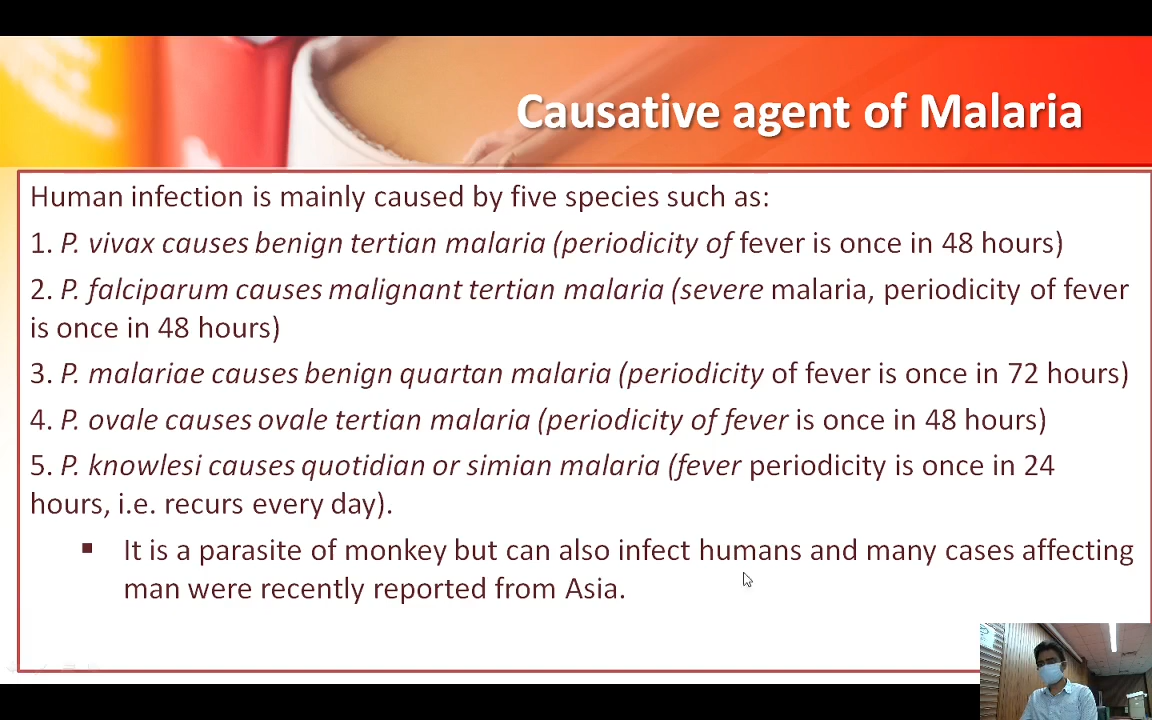 Causative agent of Malaria
Human infection is mainly caused by five species such as:
1. P. vivax causes benign tertian malaria (periodicity of fever is once in 48 hours)
2. P. falciparum causes malignant tertian malaria (severe malaria, periodicity of fever
is once in 48 hours)
3. P. malariae causes benign quartan malaria (periodicity of fever is once in 72 hours)
4. P. ovale causes ovale tertian malaria (periodicity of fever is once in 48 hours)
5. P. knowlesi causes quotidian or simian malaria (fever periodicity is once in 24
hours, i.e. recurs every day).
▪ It is a parasite of monkey but can also infect humans and many cases affecting
man were recently reported from Asia.